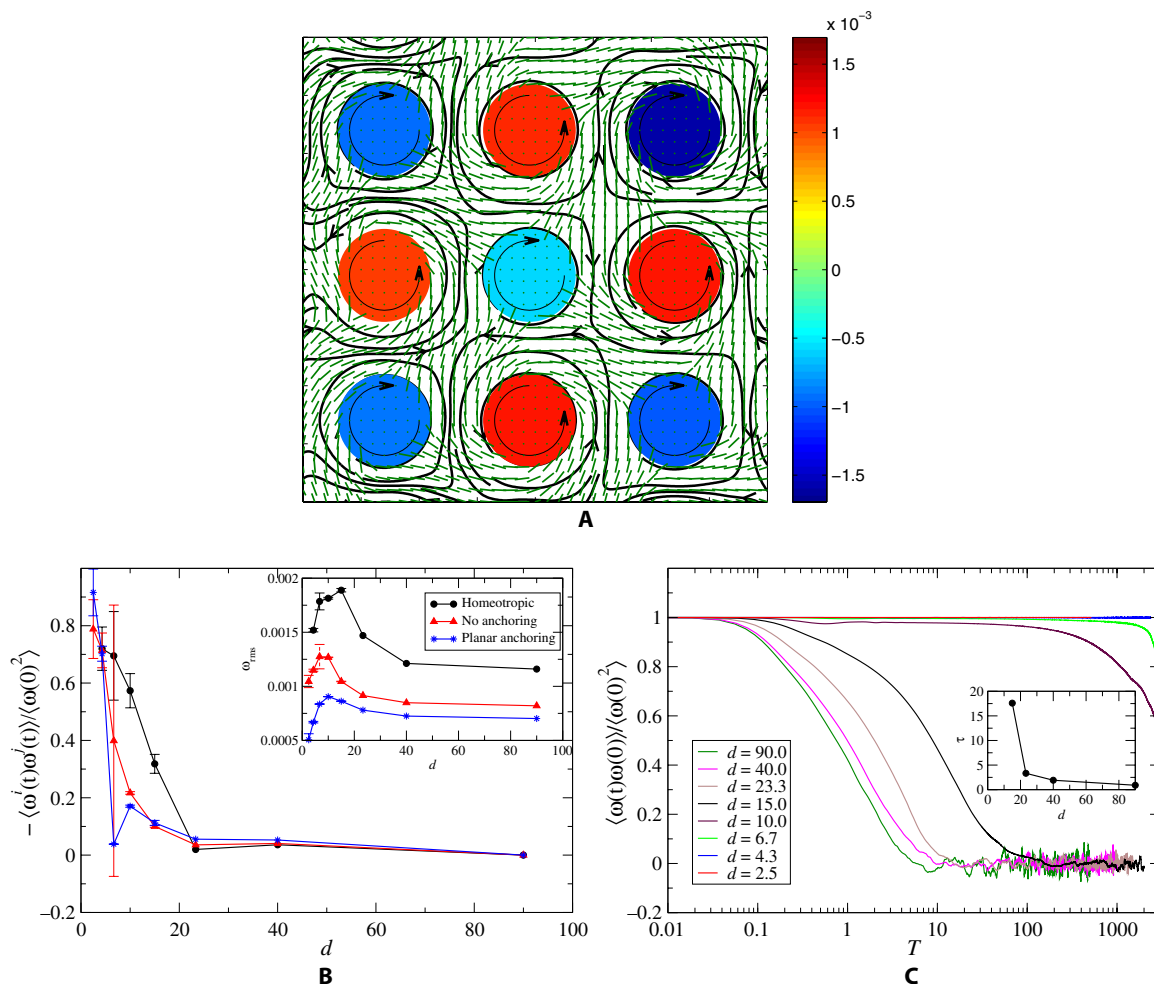 x 10⁻³
1.5
1
0.5
0
−0.5
−1
−1.5
A
− ⟨ωⁱ(t)ωʲ(t)⟩/⟨ω(0)²⟩
0.8
0.6
0.4
0.2
0
−0.2
0 20 40 60 80 100
d
ω_rms
0.002
0.0015
0.001
0.0005
0 20 40 60 80 100
d
Homeotropic
No anchoring
Planar anchoring
B
⟨ω(t)ω(0)⟩/⟨ω(0)²⟩
1
0.8
0.6
0.4
0.2
0
−0.2
0.01 0.1 1 10 100 1000
T
d = 90.0
d = 40.0
d = 23.3
d = 15.0
d = 10.0
d = 6.7
d = 4.3
d = 2.5
τ
20
15
10
5
0
0 20 40 60 80
d
C